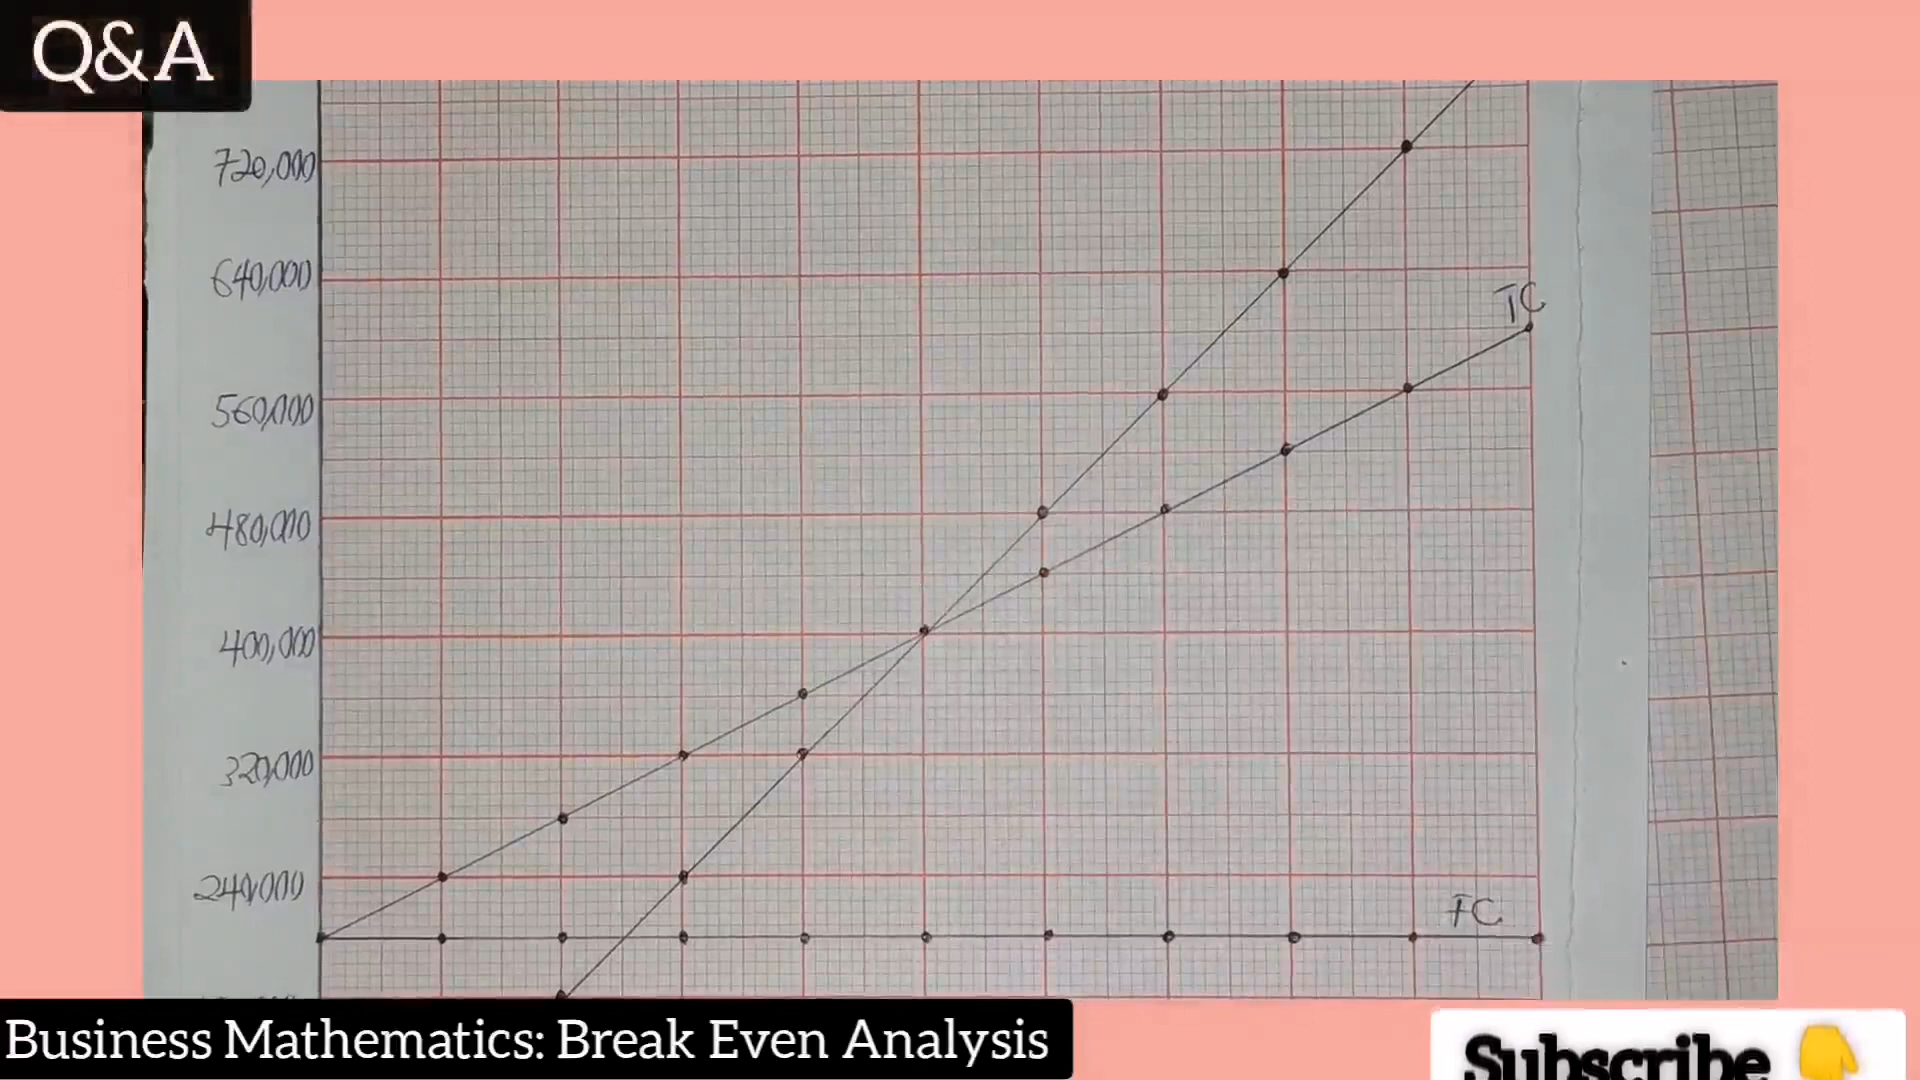 Q&A
720,000
640,000
TC
560,000
480,000
400,000
320,000
240,000
FC
Business Mathematics: Break Even Analysis
Subscribe